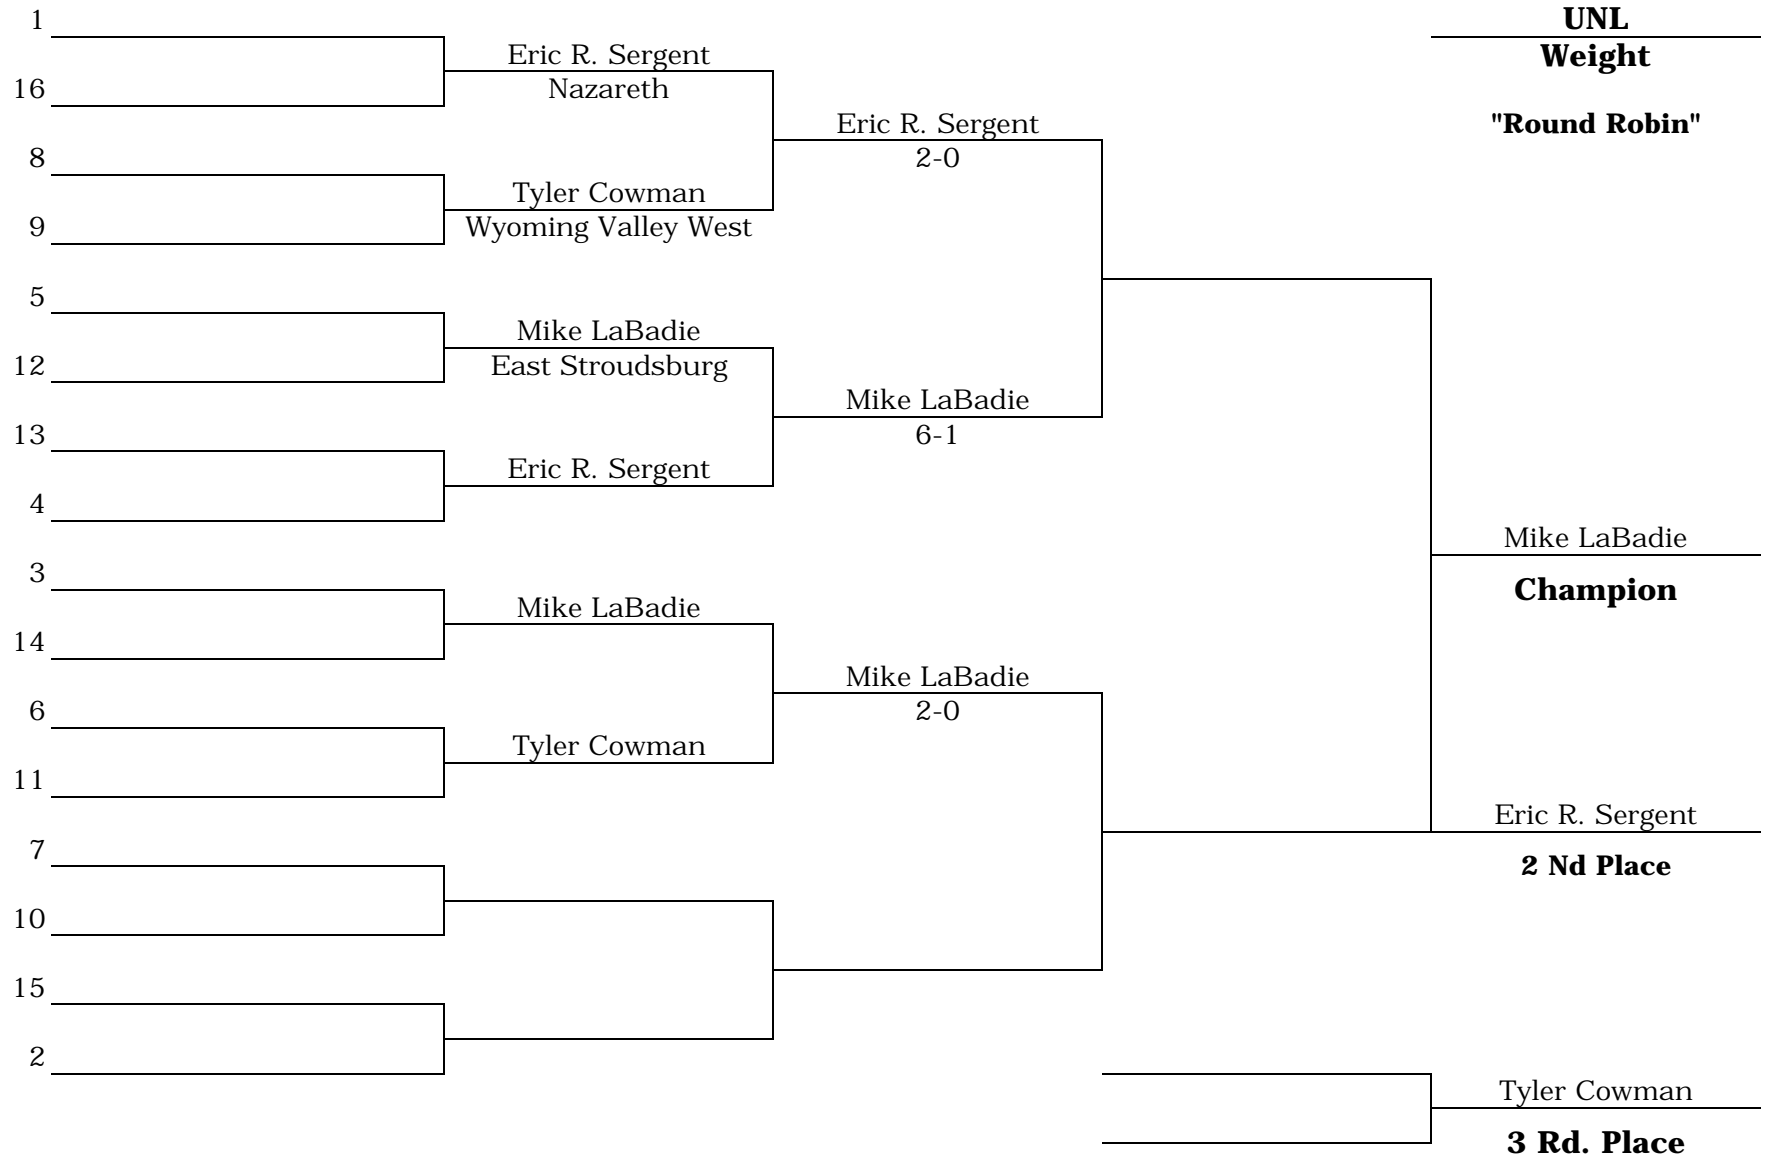 1
UNL
Weight
Eric R. Sergent
Nazareth
16
"Round Robin"
Eric R. Sergent
2-0
8
Tyler Cowman
Wyoming Valley West
9
5
Mike LaBadie
East Stroudsburg
12
Mike LaBadie
6-1
13
Eric R. Sergent
4
Mike LaBadie
Champion
3
Mike LaBadie
14
Mike LaBadie
2-0
6
Tyler Cowman
11
Eric R. Sergent
2 Nd Place
7
10
15
2
Tyler Cowman
3 Rd. Place